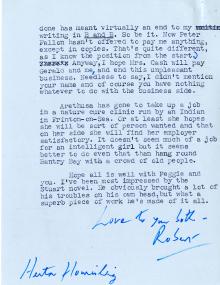 done has meant virtually an end to my
writing in R and B. So be it. Now Peter
Fallon hasn't offered to pay me anything,
except in copies. That's quite different,
as I know the position from the start.
Anyway, I hope Mrs. Cash will pay
Gerald and me, and end this unpleasant
business. Needless to say, I didn't mention
your name and of course you have nothing
whatever to do with the business side.
Arethusa has gone to take up a job
in a nature cure clinic run by an Indian
in Frinton-on-Sea. Or at least she hopes
she will be sort of person wanted and that
on her side she will find her employer
satisfactory. It doesn't seem much of a job
for an intelligent girl but it seems
better to do even that than hang round
Bantry Bay with a crowd of old people.
Hope all is well with Peggie and
you. I've been most impressed by the
Stuart novel. He obviously brought a lot of
his troubles on his own head, but what a
superb piece of work he's made of it all.
Love to you both -
Robert